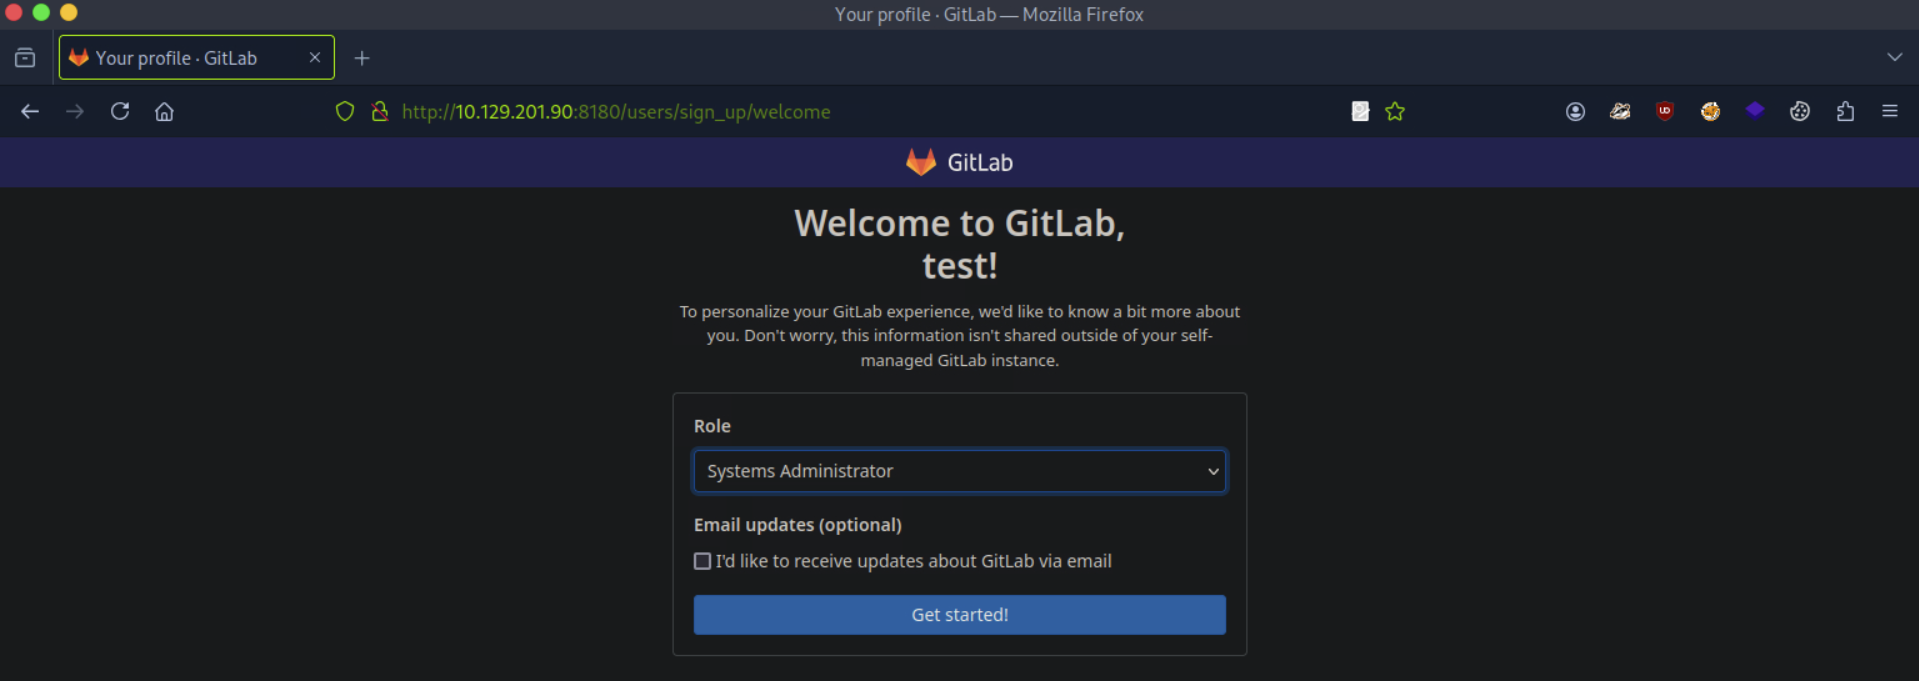 Your profile · GitLab — Mozilla Firefox
Your profile · GitLab
http://10.129.201.90:8180/users/sign_up/welcome
GitLab
Welcome to GitLab,
test!
To personalize your GitLab experience, we'd like to know a bit more about
you. Don't worry, this information isn't shared outside of your self-
managed GitLab instance.
Role
Systems Administrator
Email updates (optional)
I'd like to receive updates about GitLab via email
Get started!